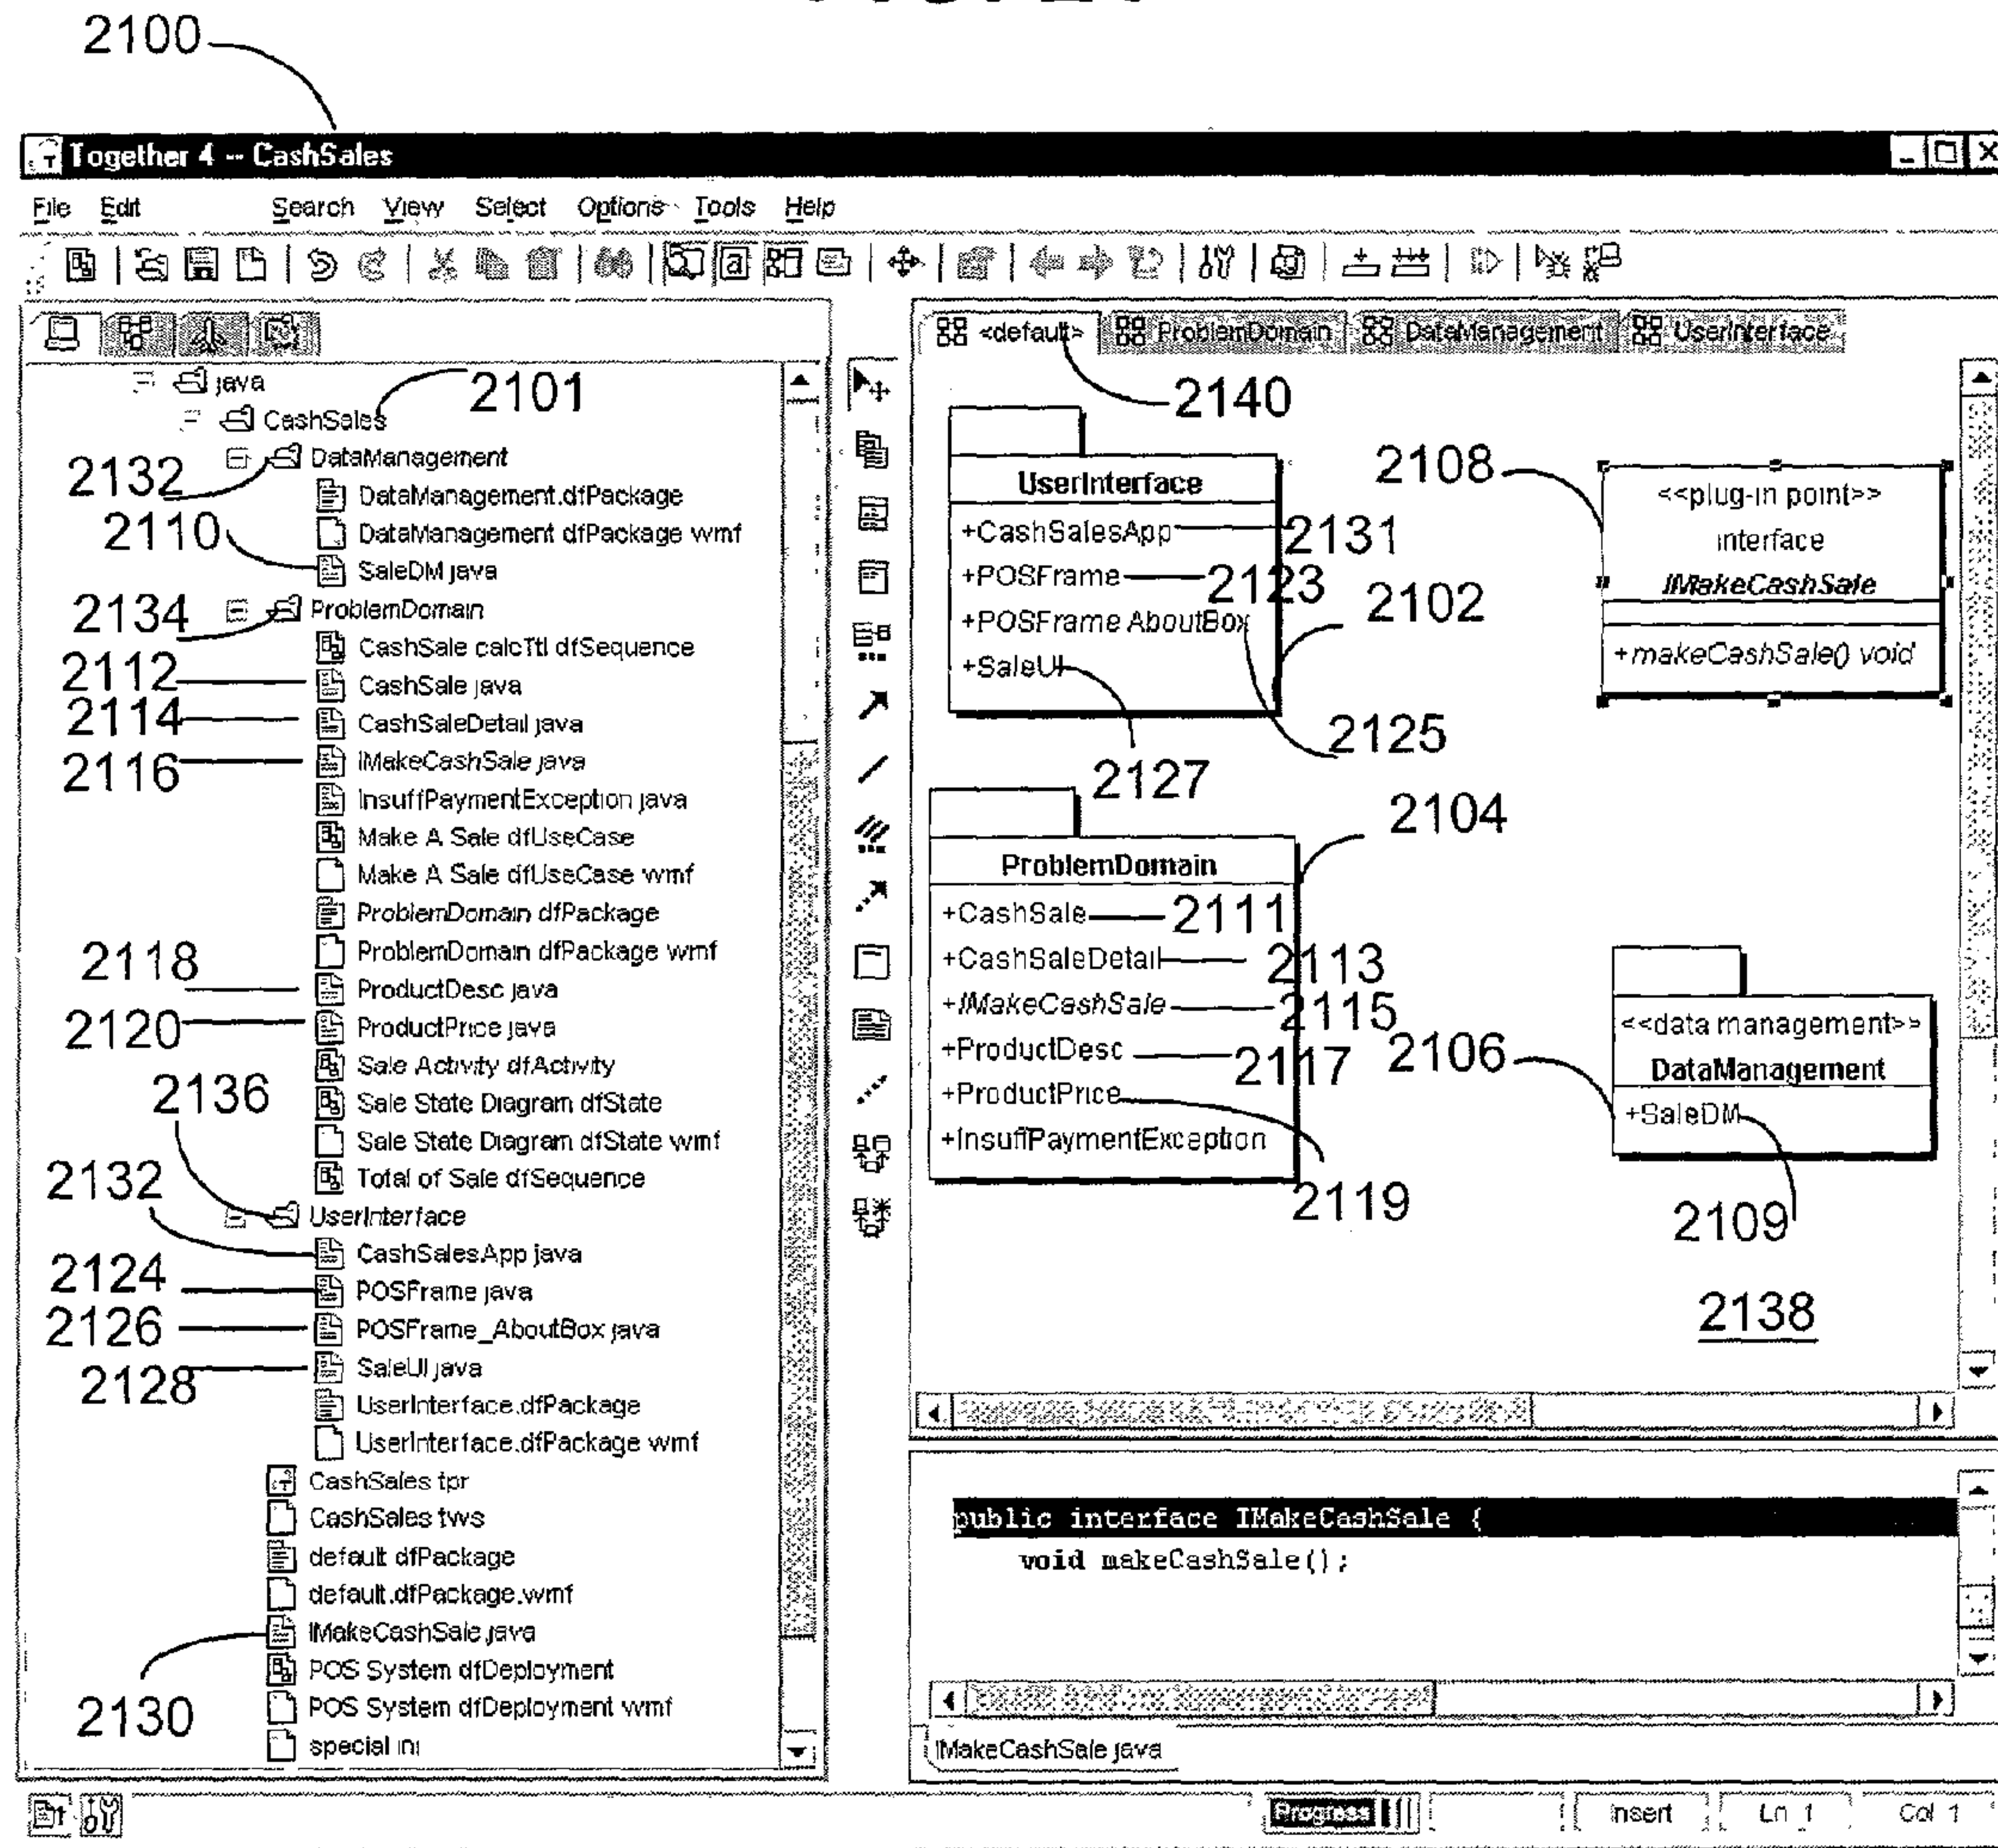 2100
Together 4 -- CashSales
File Edit Search View Select Options Tools Help
<default> ProblemDomain DataManagement UserInterface
2140
java
CashSales
2101
DataManagement
2132
DataManagement.dfPackage
DataManagement dfPackage wmf
2110
SaleDM java
ProblemDomain
2134
CashSale calcTtl dfSequence
2112
CashSale java
2114
CashSaleDetail java
2116
IMakeCashSale java
InsuffPaymentException java
Make A Sale dfUseCase
Make A Sale dfUseCase wmf
ProblemDomain dfPackage
ProblemDomain dfPackage wmf
2118
ProductDesc java
2120
ProductPrice java
Sale Activity dfActivity
2136
Sale State Diagram dfState
Sale State Diagram dfState wmf
Total of Sale dfSequence
2132
UserInterface
CashSalesApp java
2124
POSFrame java
2126
POSFrame_AboutBox java
2128
SaleUI java
UserInterface.dfPackage
UserInterface.dfPackage wmf
CashSales tpr
CashSales tws
default dfPackage
default.dfPackage.wmf
IMakeCashSale.java
2130
POS System dfDeployment
POS System dfDeployment wmf
special ini
UserInterface
+CashSalesApp 2131
+POSFrame 2123
+POSFrame AboutBox
2102
+SaleUI
2125
2127
2108
<<plug-in point>>
interface
IMakeCashSale
+makeCashSale() void
2104
ProblemDomain
+CashSale 2111
+CashSaleDetail 2113
+IMakeCashSale 2115
+ProductDesc 2117
+ProductPrice
+InsuffPaymentException
2119
2106
<<data management>>
DataManagement
+SaleDM
2109
2138
public interface IMakeCashSale {
void makeCashSale();
IMakeCashSale java
Progress Insert Ln 1 Col 1